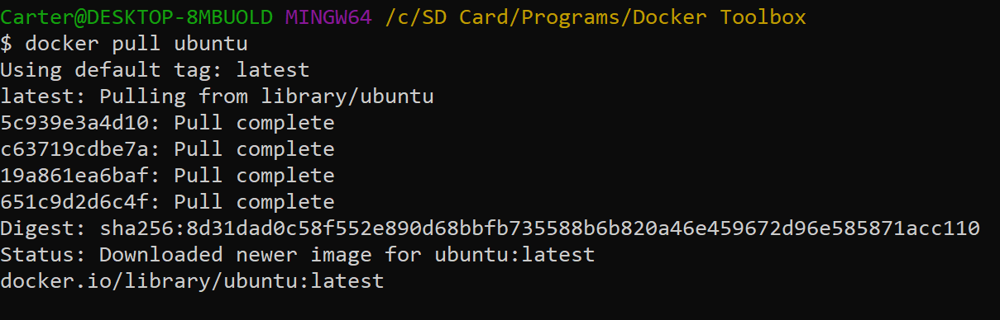 Carter@DESKTOP-8MBUOLD MINGW64 /c/SD Card/Programs/Docker Toolbox
$ docker pull ubuntu
Using default tag: latest
latest: Pulling from library/ubuntu
5c939e3a4d10: Pull complete
c63719cdbe7a: Pull complete
19a861ea6baf: Pull complete
651c9d2d6c4f: Pull complete
Digest: sha256:8d31dad0c58f552e890d68bbfb735588b6b820a46e459672d96e585871acc110
Status: Downloaded newer image for ubuntu:latest
docker.io/library/ubuntu:latest